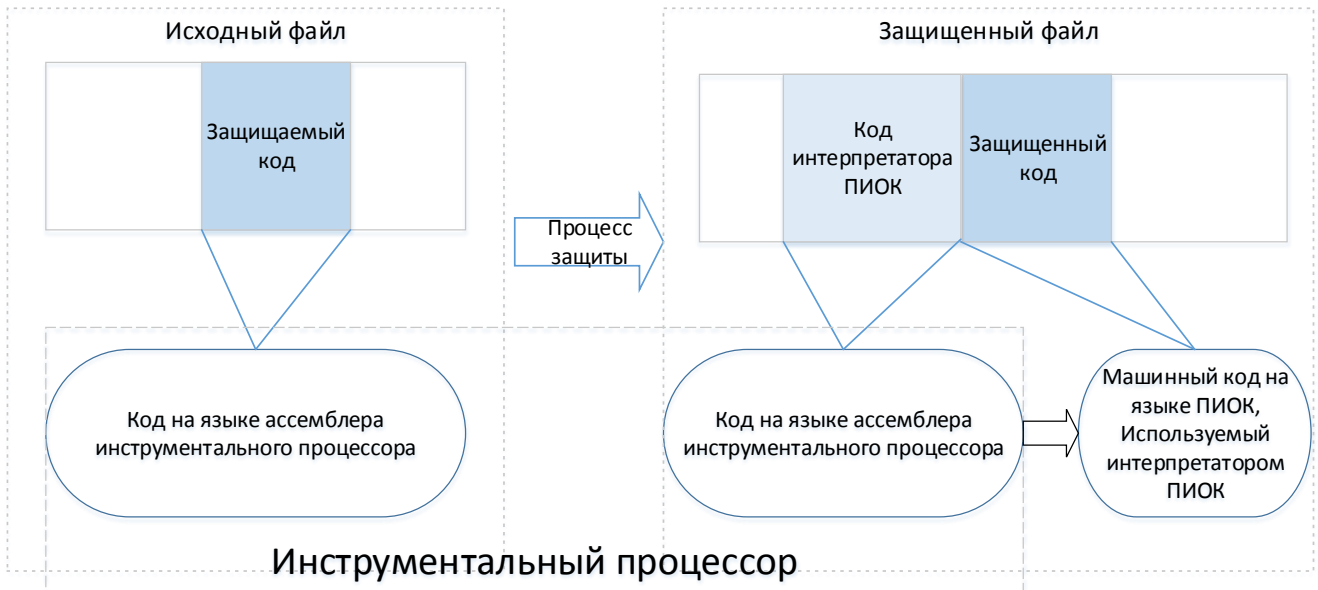 Исходный файл
Защищенный файл
Защищаемый
код
Код
интерпретатора
ПИОК
Защищенный
код
Процесс
защиты
Код на языке ассемблера
инструментального процессора
Код на языке ассемблера
инструментального процессора
Машинный код на
языке ПИОК,
Используемый
интерпретатором
ПИОК
Инструментальный процессор